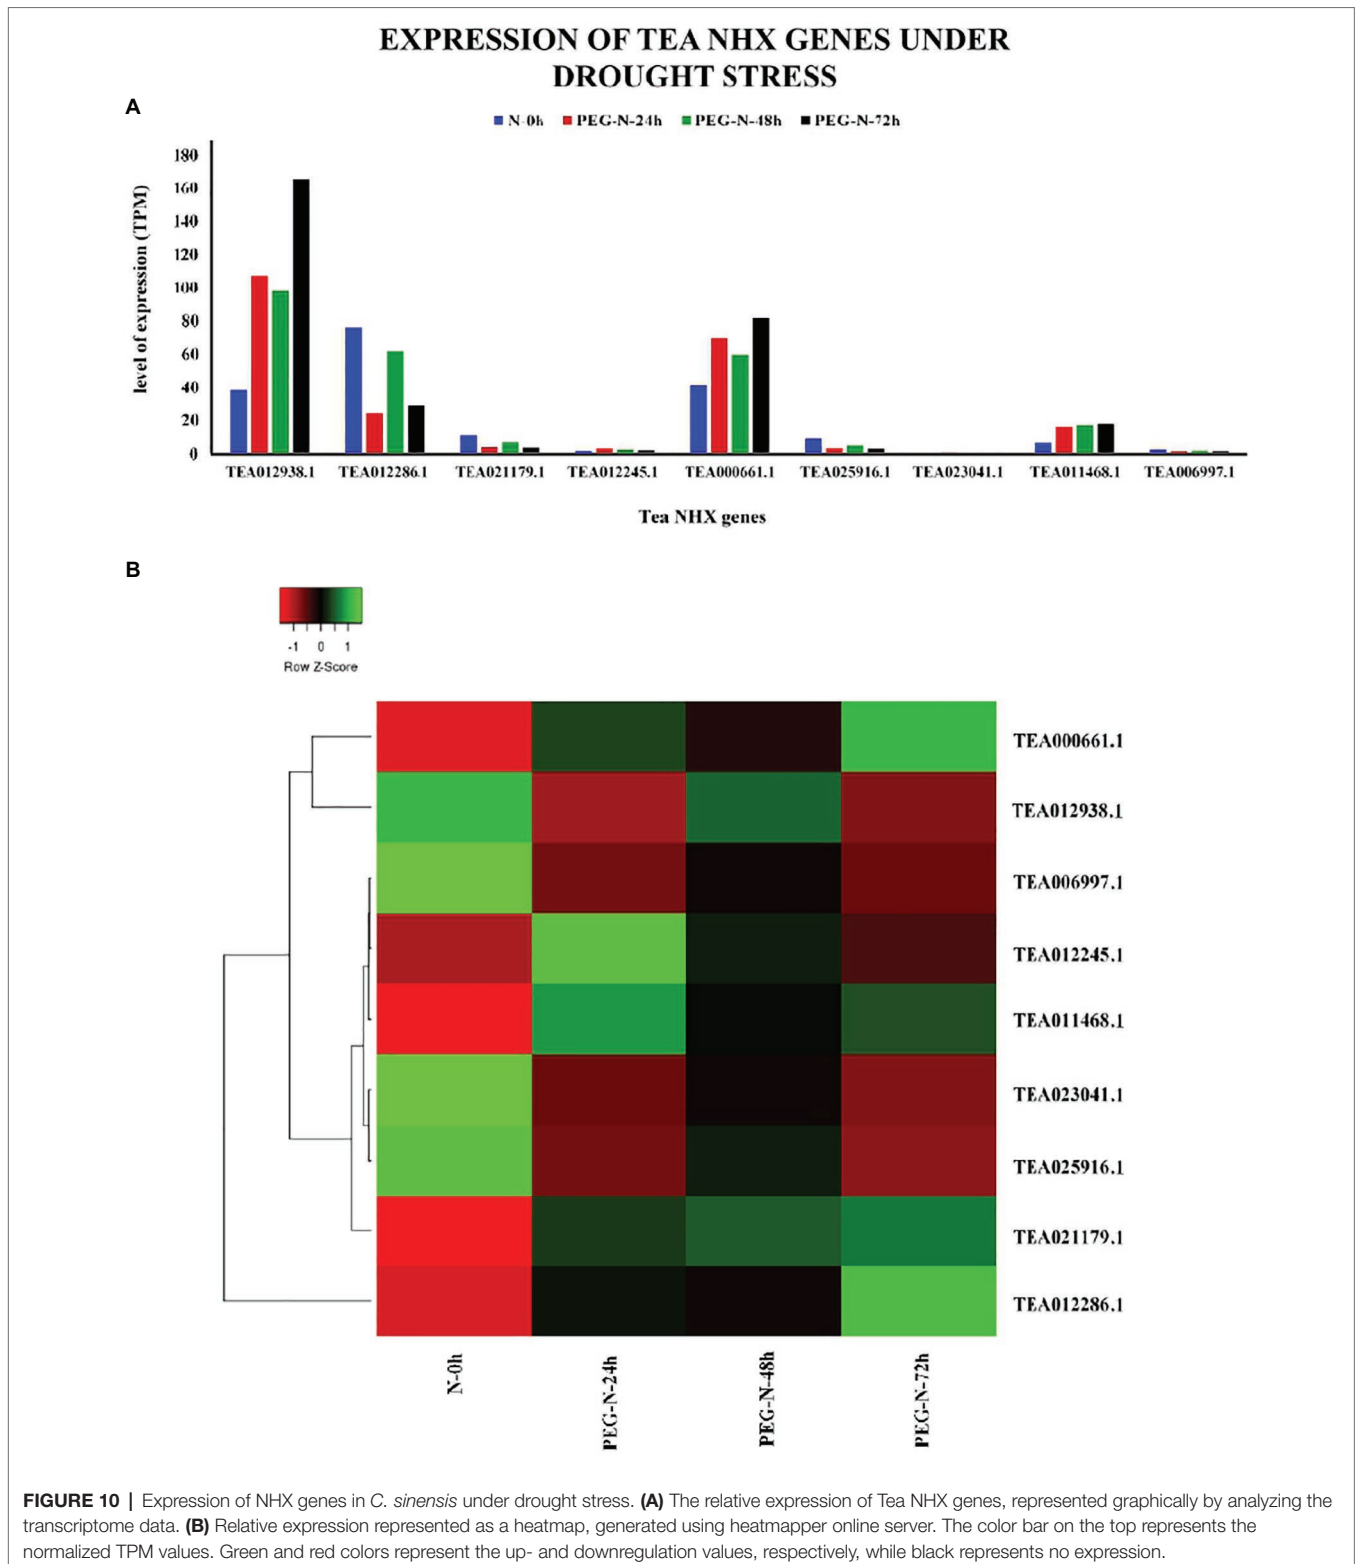 EXPRESSION OF TEA NHX GENES UNDER
DROUGHT STRESS
A
N-0h PEG-N-24h PEG-N-48h PEG-N-72h
level of expression (TPM)
180
160
140
120
100
80
60
40
20
0
TEA012938.1 TEA012286.1 TEA021179.1 TEA012245.1 TEA000661.1 TEA025916.1 TEA023041.1 TEA011468.1 TEA006997.1
Tea NHX genes
B
-1 0 1
Row Z-Score
TEA000661.1
TEA012938.1
TEA006997.1
TEA012245.1
TEA011468.1
TEA023041.1
TEA025916.1
TEA021179.1
TEA012286.1
N-0h
PEG-N-24h
PEG-N-48h
PEG-N-72h
FIGURE 10 | Expression of NHX genes in C. sinensis under drought stress. (A) The relative expression of Tea NHX genes, represented graphically by analyzing the
transcriptome data. (B) Relative expression represented as a heatmap, generated using heatmapper online server. The color bar on the top represents the
normalized TPM values. Green and red colors represent the up- and downregulation values, respectively, while black represents no expression.